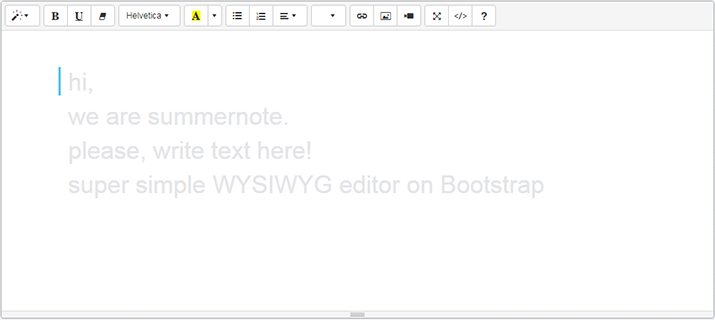 B U Helvetica A </> ?
hi,
we are summernote.
please, write text here!
super simple WYSIWYG editor on Bootstrap